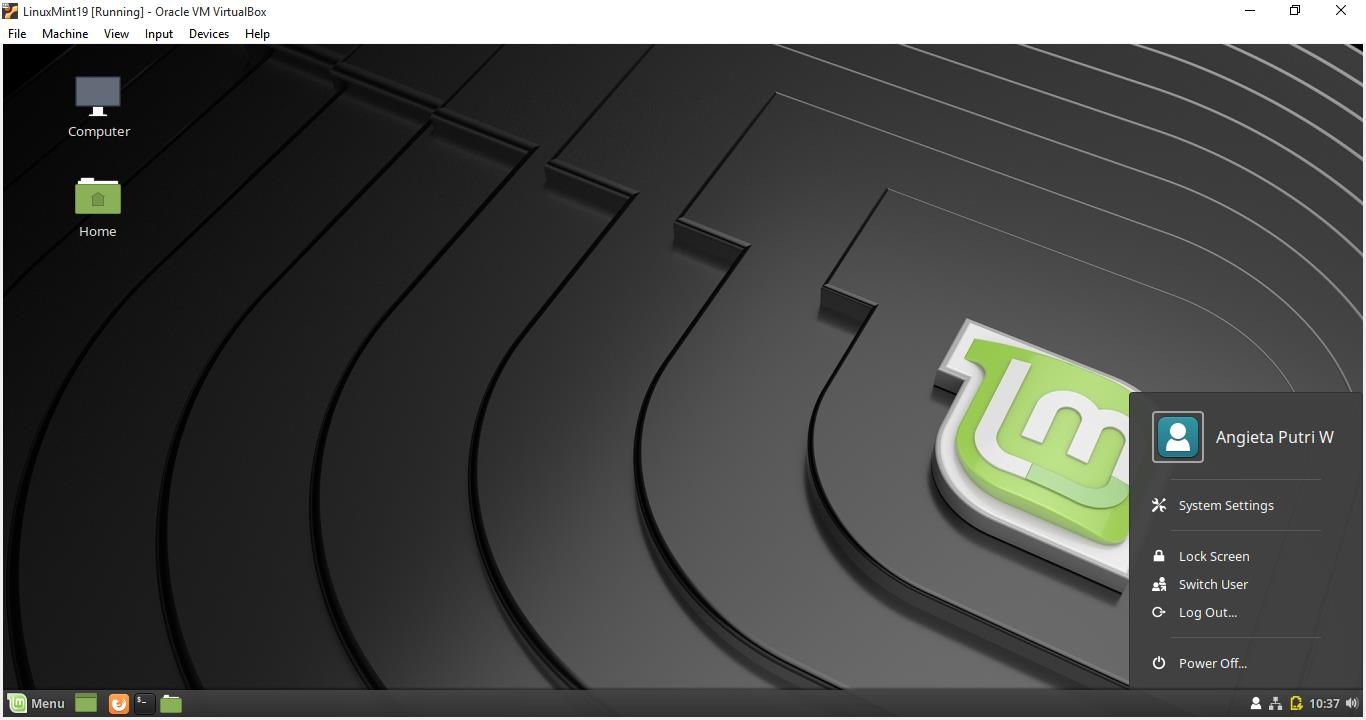 LinuxMint19 [Running] - Oracle VM VirtualBox
File Machine View Input Devices Help
Computer
Home
lm
Angieta Putri W
System Settings
Lock Screen
Switch User
Log Out...
Power Off...
Menu
$-
10:37